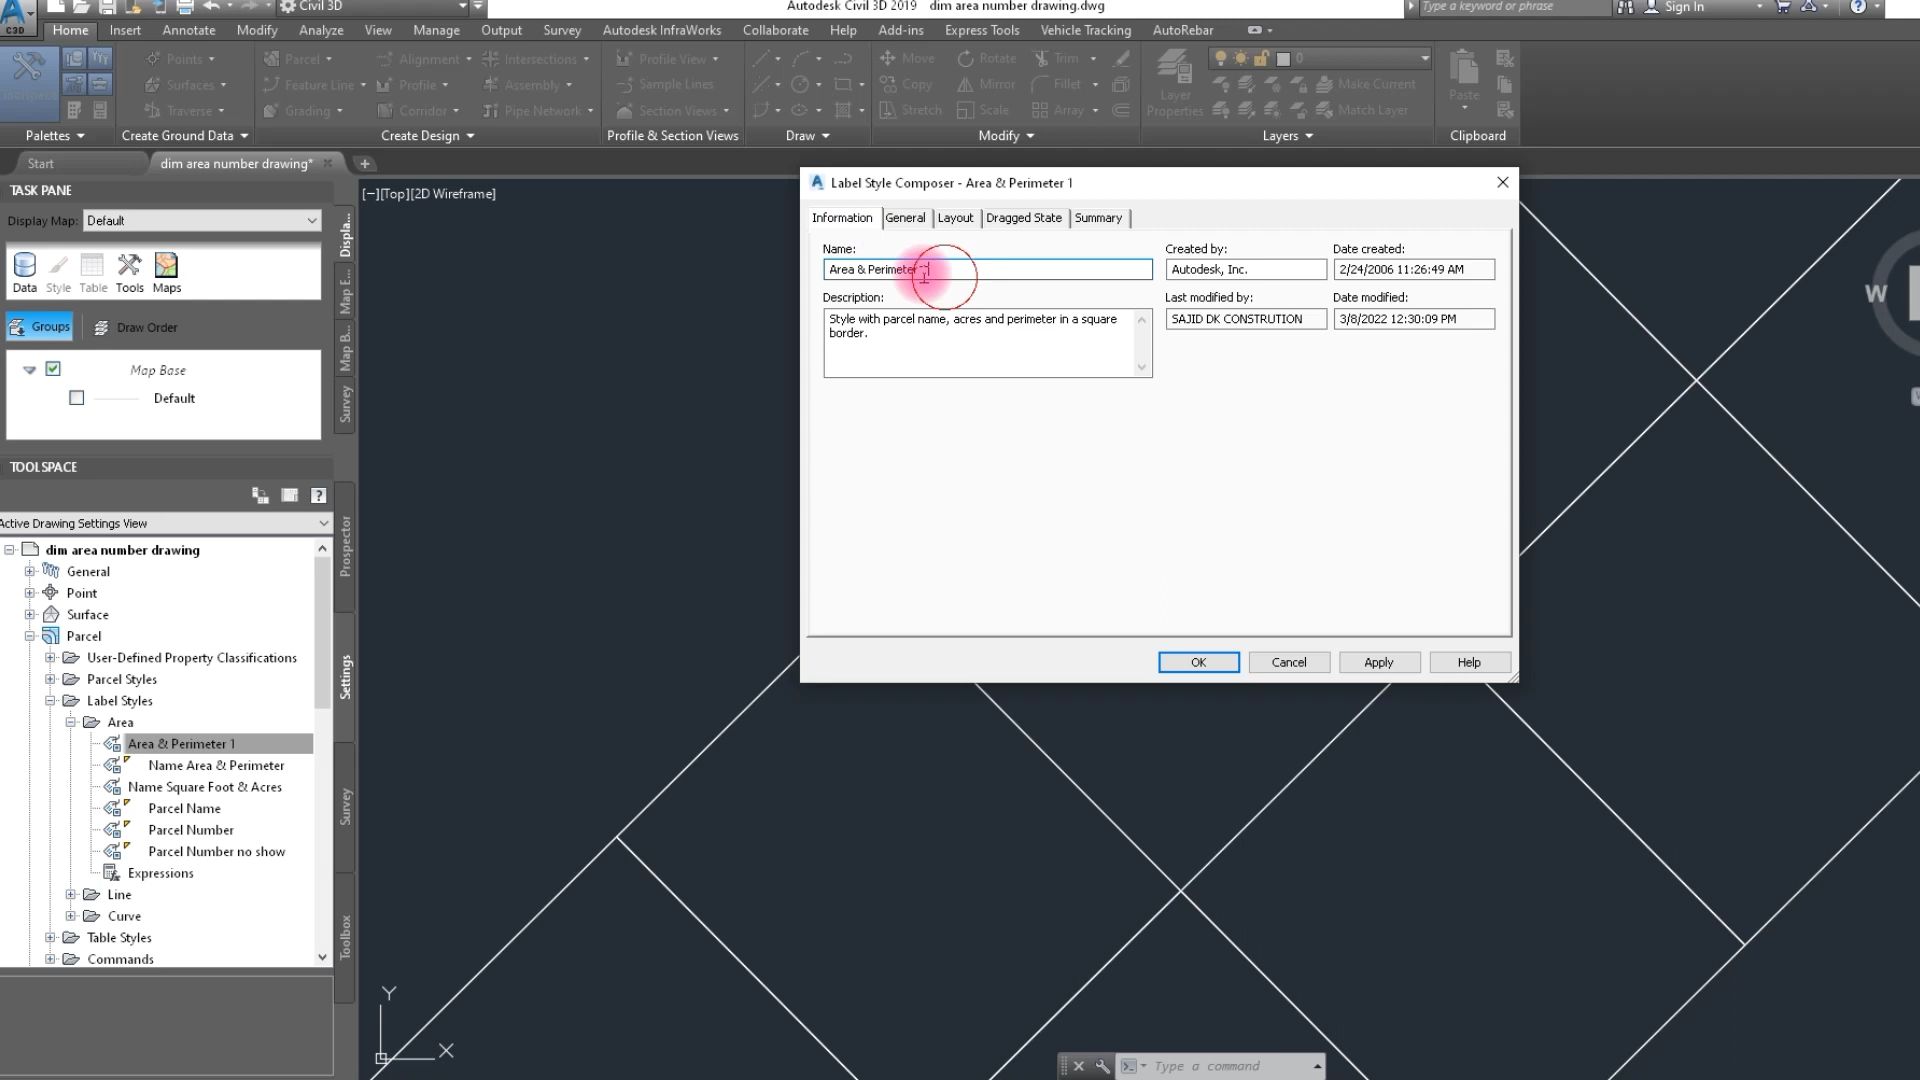 Civil 3D
Autodesk Civil 3D 2019 dim area number drawing.dwg
Type a keyword or phrase
Sign In
C3D
Home Insert Annotate Modify Analyze View Manage Output Survey Autodesk InfraWorks Collaborate Help Add-ins Express Tools Vehicle Tracking AutoRebar
Points Parcel Alignment Intersections Profile View Move Rotate Trim 0
Surfaces Feature Line Profile Assembly Sample Lines Copy Mirror Fillet Make Current
Traverse Grading Corridor Pipe Network Section Views Stretch Scale Array Match Layer
Layer Properties
Paste
Palettes Create Ground Data Create Design Profile & Section Views Draw Modify Layers Clipboard
Start dim area number drawing*
TASK PANE
Display Map: Default
Data Style Table Tools Maps
Groups Draw Order
Map Base
Default
Displa...
Map E...
Map B...
Survey
TOOLSPACE
Active Drawing Settings View
dim area number drawing
General
Point
Surface
Parcel
User-Defined Property Classifications
Parcel Styles
Label Styles
Area
Area & Perimeter 1
Name Area & Perimeter
Name Square Foot & Acres
Parcel Name
Parcel Number
Parcel Number no show
Expressions
Line
Curve
Table Styles
Commands
Prospector
Settings
Survey
Toolbox
[−][Top][2D Wireframe]
Label Style Composer - Area & Perimeter 1
Information General Layout Dragged State Summary
Name:
Area & Perimeter
Description:
Style with parcel name, acres and perimeter in a square
border.
Created by:
Autodesk, Inc.
Date created:
2/24/2006 11:26:49 AM
Last modified by:
SAJID DK CONSTRUTION
Date modified:
3/8/2022 12:30:09 PM
OK Cancel Apply Help
W
Y
X
Type a command